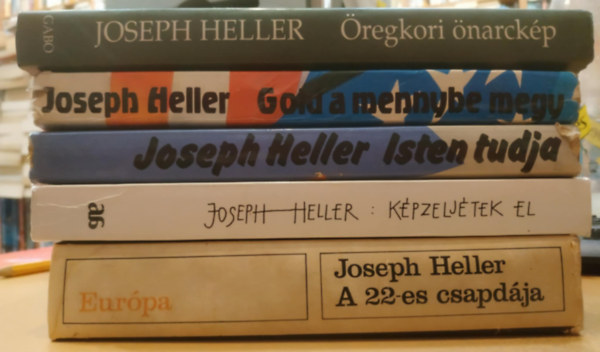 GABO JOSEPH HELLER Öregkori önarckép
Joseph Heller Gold a mennybe megy
Joseph Heller Isten tudja
ag JOSEPH HELLER : KÉPZELJÉTEK EL
Európa
Joseph Heller
A 22-es csapdája